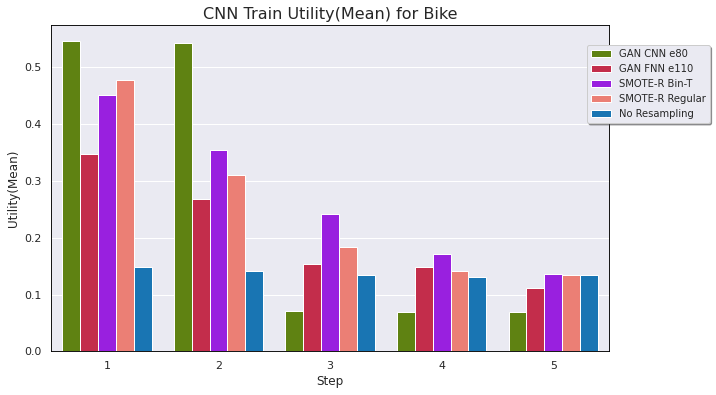 CNN Train Utility(Mean) for Bike
GAN CNN e80
GAN FNN e110
SMOTE-R Bin-T
SMOTE-R Regular
No Resampling
Utility(Mean)
0.5
0.4
0.3
0.2
0.1
0.0
1 2 3 4 5
Step